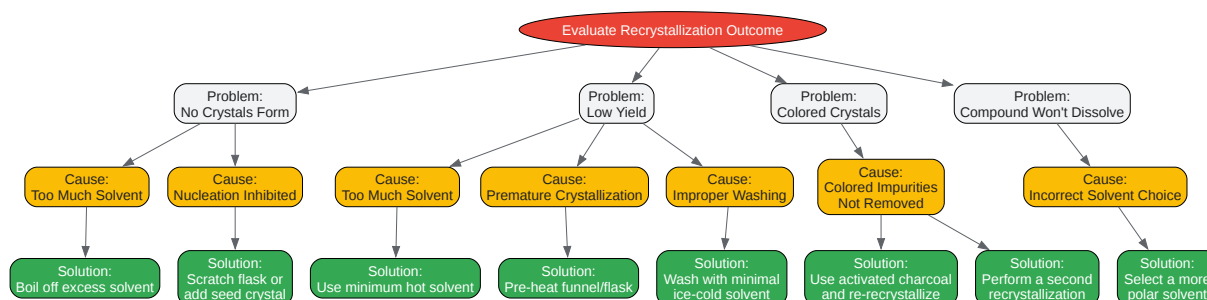 Evaluate Recrystallization Outcome
Problem:
No Crystals Form
Problem:
Low Yield
Problem:
Colored Crystals
Problem:
Compound Won't Dissolve
Cause:
Too Much Solvent
Cause:
Nucleation Inhibited
Cause:
Too Much Solvent
Cause:
Premature Crystallization
Cause:
Improper Washing
Cause:
Colored Impurities
Not Removed
Cause:
Incorrect Solvent Choice
Solution:
Boil off excess solvent
Solution:
Scratch flask or
add seed crystal
Solution:
Use minimum hot solvent
Solution:
Pre-heat funnel/flask
Solution:
Wash with minimal
ice-cold solvent
Solution:
Use activated charcoal
and re-recrystallize
Solution:
Perform a second
recrystallization
Solution:
Select a more
polar solvent